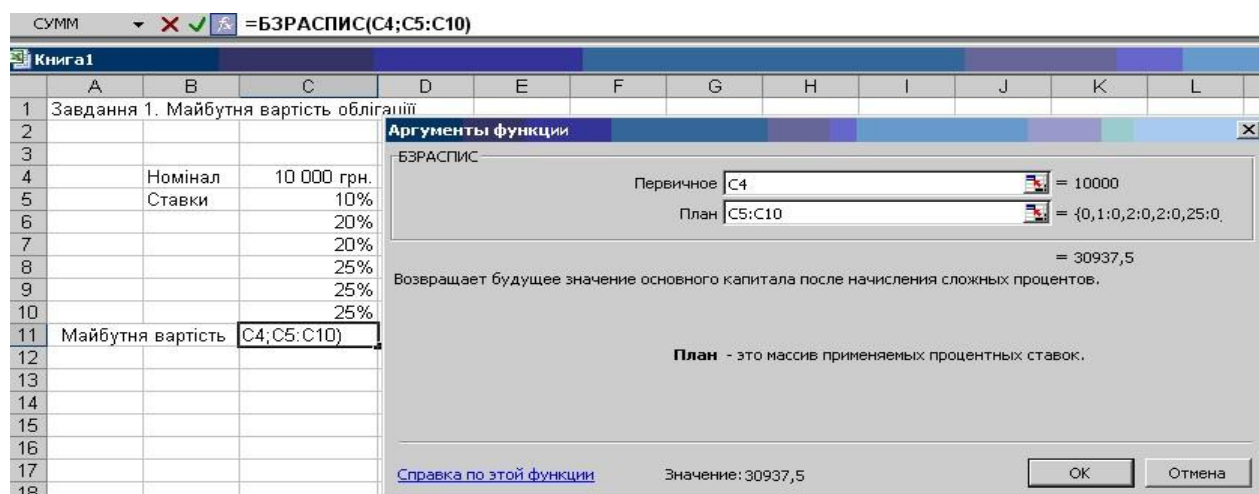 СУММ =БЗРАСПИС(C4;C5:C10)
Книга1
A B C D E F G H I J K L
1 Завдання 1. Майбутня вартість облігації
2
3
4 Номінал 10 000 грн.
5 Ставки 10%
6 20%
7 20%
8 25%
9 25%
10 25%
11 Майбутня вартість C4;C5:C10)
12
13
14
15
16
17
18
Аргументы функции
БЗРАСПИС
Первичное C4 = 10000
План C5:C10 = {0,1:0,2:0,2:0,25:0
= 30937,5
Возвращает будущее значение основного капитала после начисления сложных процентов.
План - это массив применяемых процентных ставок.
Справка по этой функции Значение:30937,5 OK Отмена